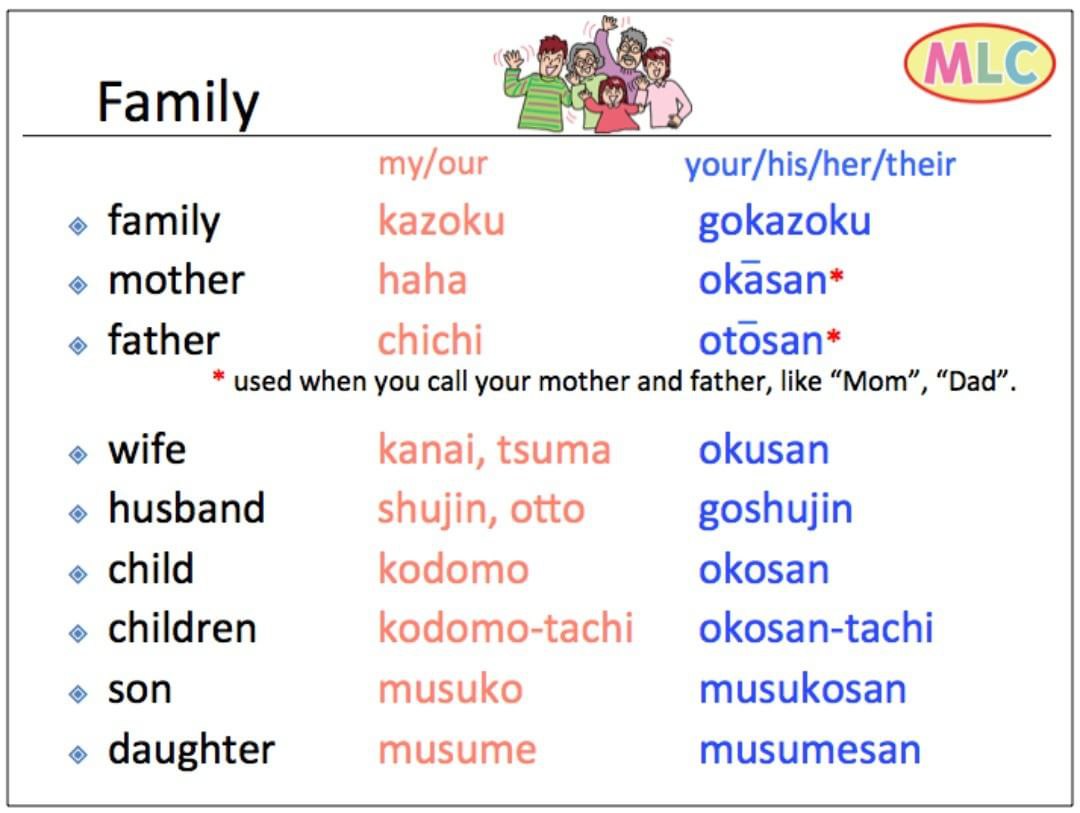 Family
MLC
my/our your/his/her/their
family kazoku gokazoku
mother haha okāsan*
father chichi otōsan*
* used when you call your mother and father, like “Mom”, “Dad”.
wife kanai, tsuma okusan
husband shujin, otto goshujin
child kodomo okosan
children kodomo-tachi okosan-tachi
son musuko musukosan
daughter musume musumesan